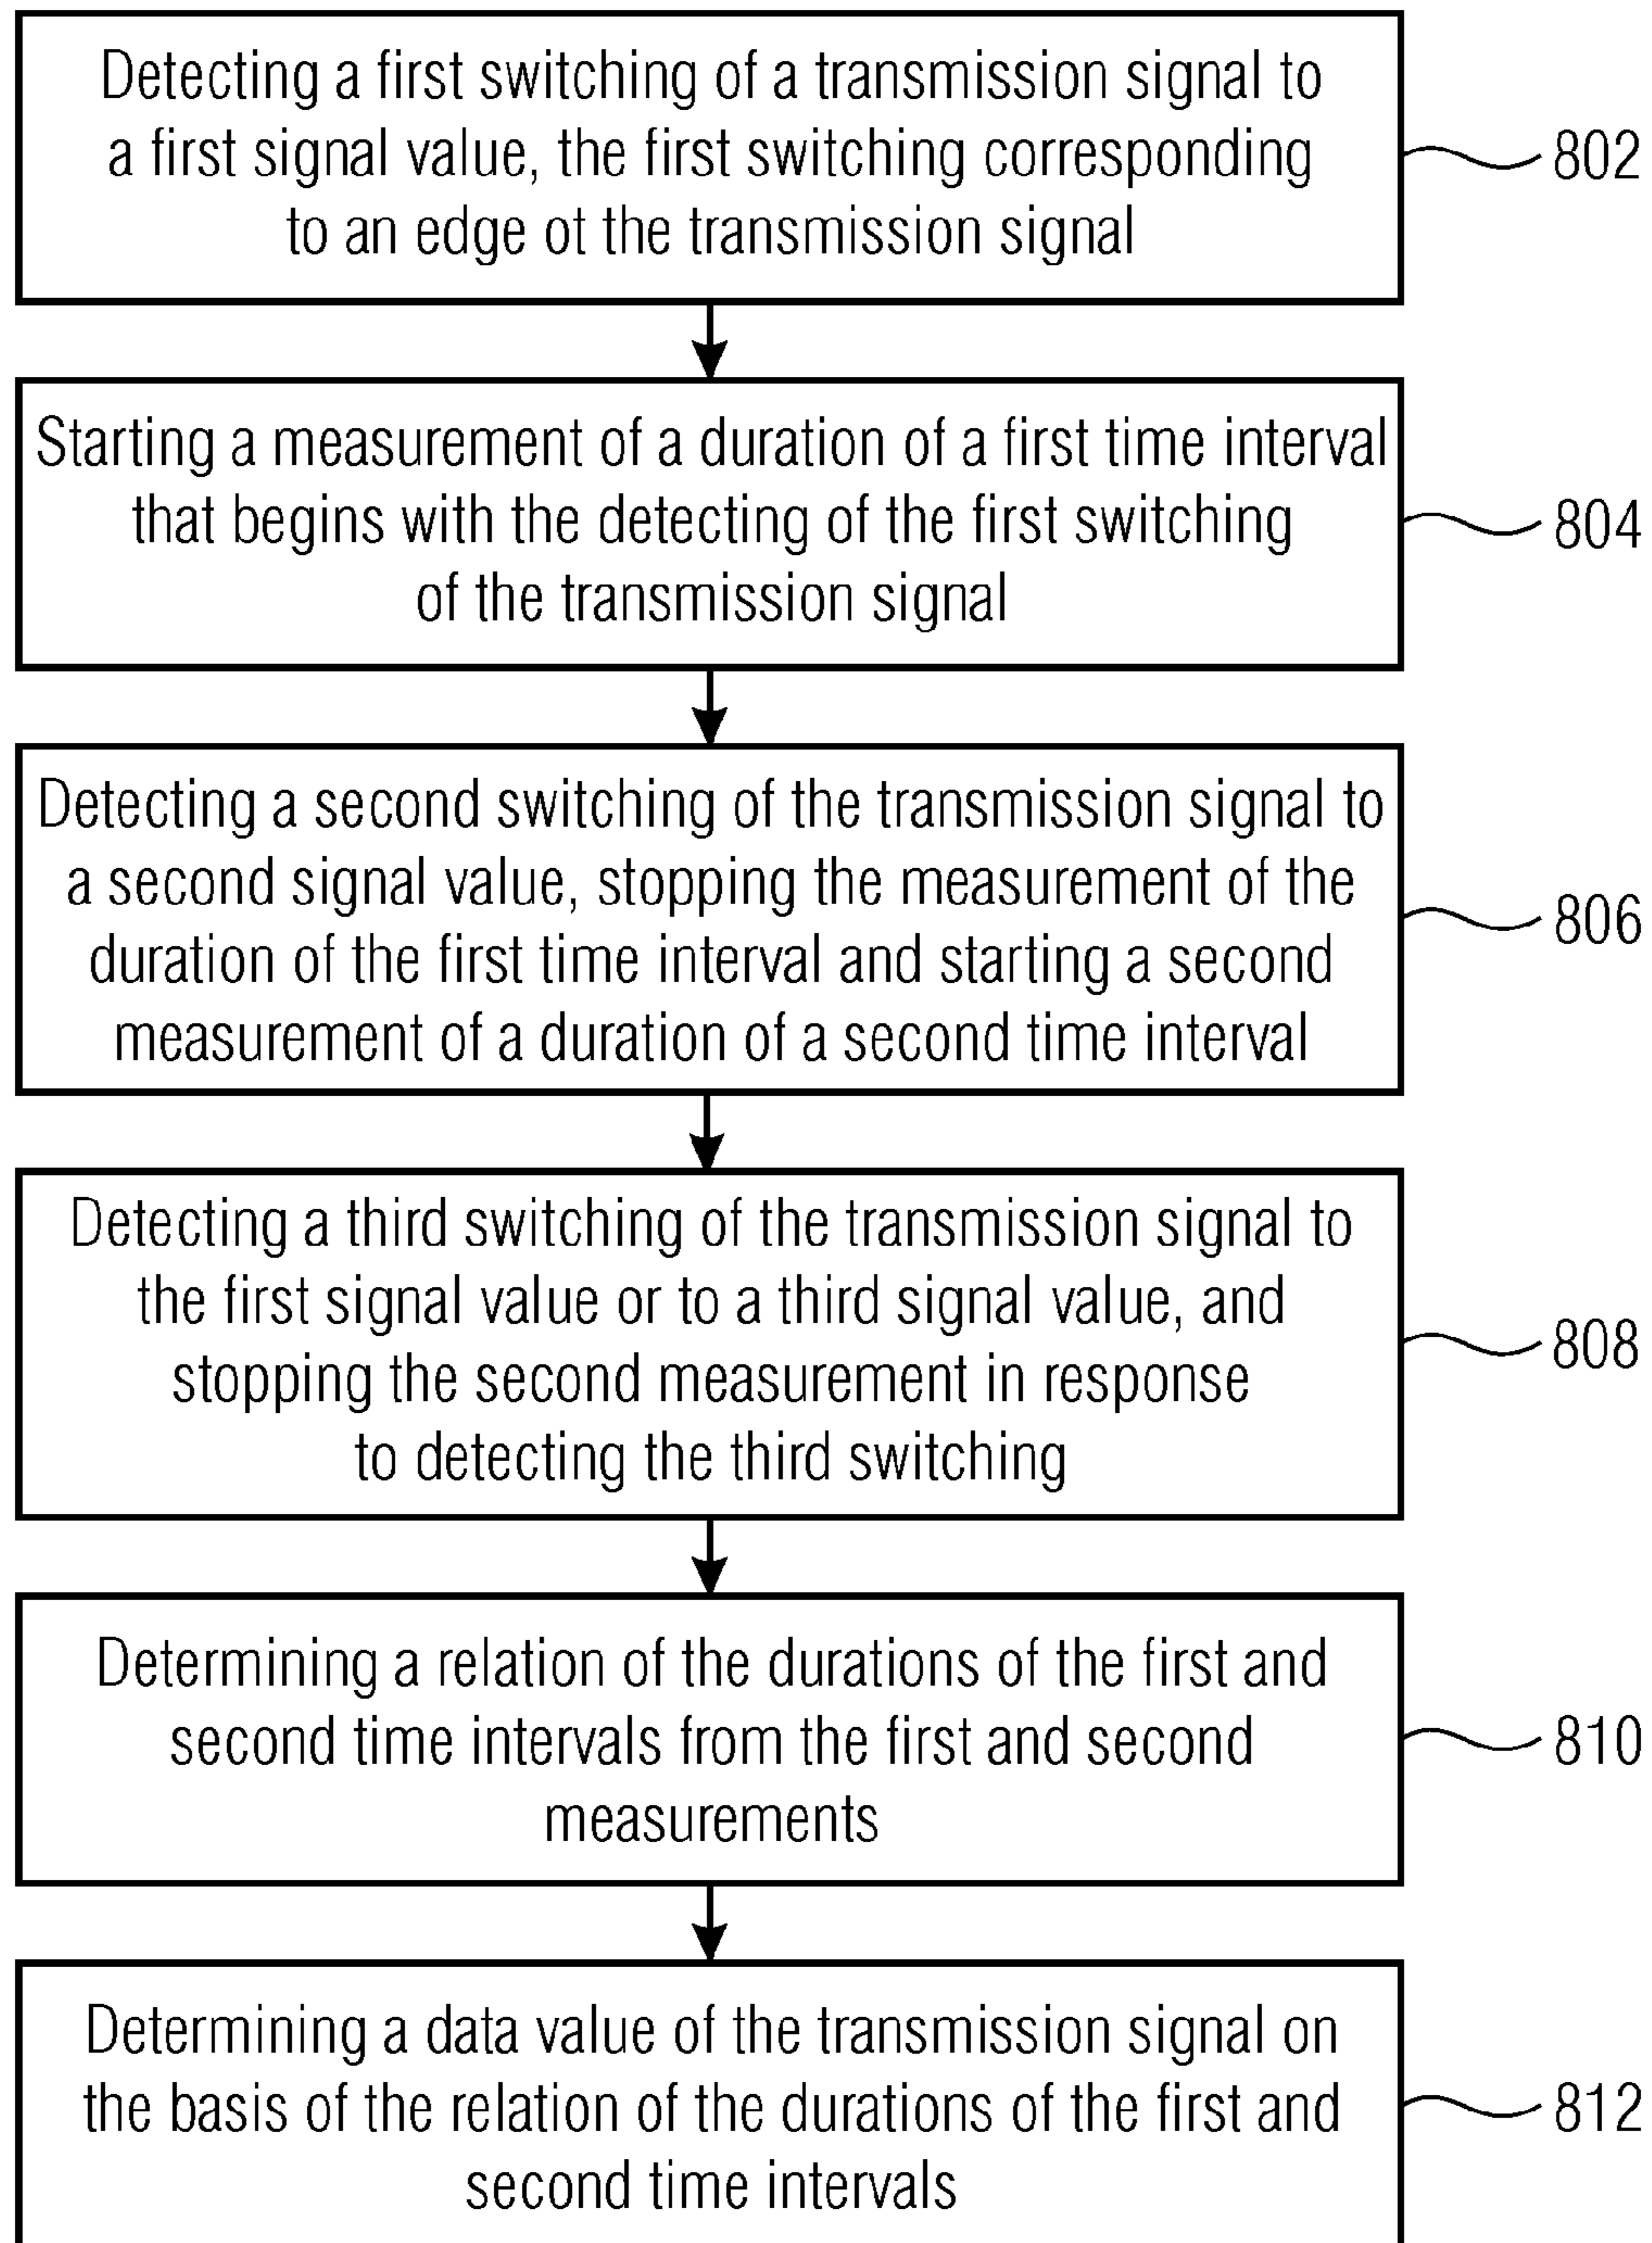 Detecting a first switching of a transmission signal to
a first signal value, the first switching corresponding
to an edge ot the transmission signal
802
Starting a measurement of a duration of a first time interval
that begins with the detecting of the first switching
of the transmission signal
804
Detecting a second switching of the transmission signal to
a second signal value, stopping the measurement of the
duration of the first time interval and starting a second
measurement of a duration of a second time interval
806
Detecting a third switching of the transmission signal to
the first signal value or to a third signal value, and
stopping the second measurement in response
to detecting the third switching
808
Determining a relation of the durations of the first and
second time intervals from the first and second
measurements
810
Determining a data value of the transmission signal on
the basis of the relation of the durations of the first and
second time intervals
812